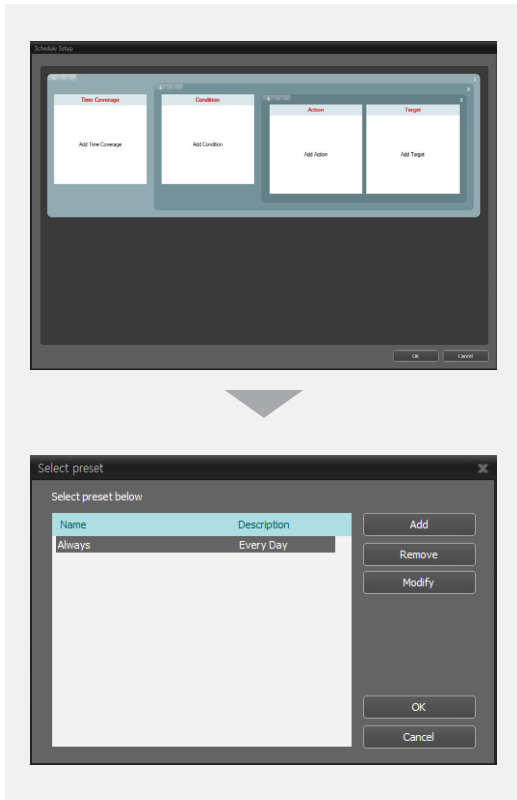 Schedule Setup
+
x
+
x
Time Coverage
Condition
+
x
Action
Target
Add Time Coverage
Add Condition
Add Action
Add Target
OK
Cancel
Select preset
x
Select preset below
Name
Description
Add
Always
Every Day
Remove
Modify
OK
Cancel